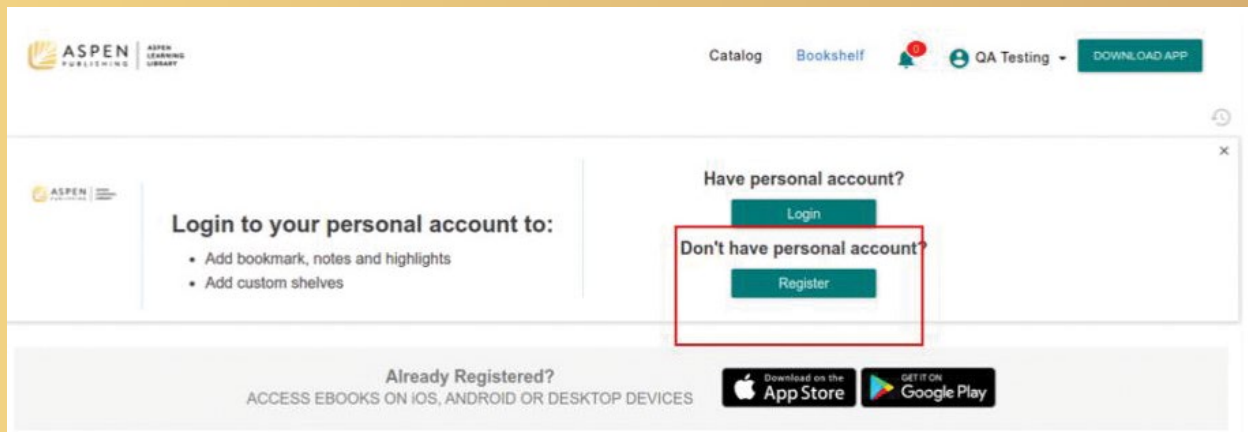 ASPEN
PUBLISHING
ASPEN
LEARNING
LIBRARY
Catalog
Bookshelf
0
QA Testing
DOWNLOAD APP
ASPEN
Login to your personal account to:
• Add bookmark, notes and highlights
• Add custom shelves
Have personal account?
Login
Don't have personal account?
Register
Already Registered?
ACCESS EBOOKS ON iOS, ANDROID OR DESKTOP DEVICES
Download on the
App Store
GET IT ON
Google Play